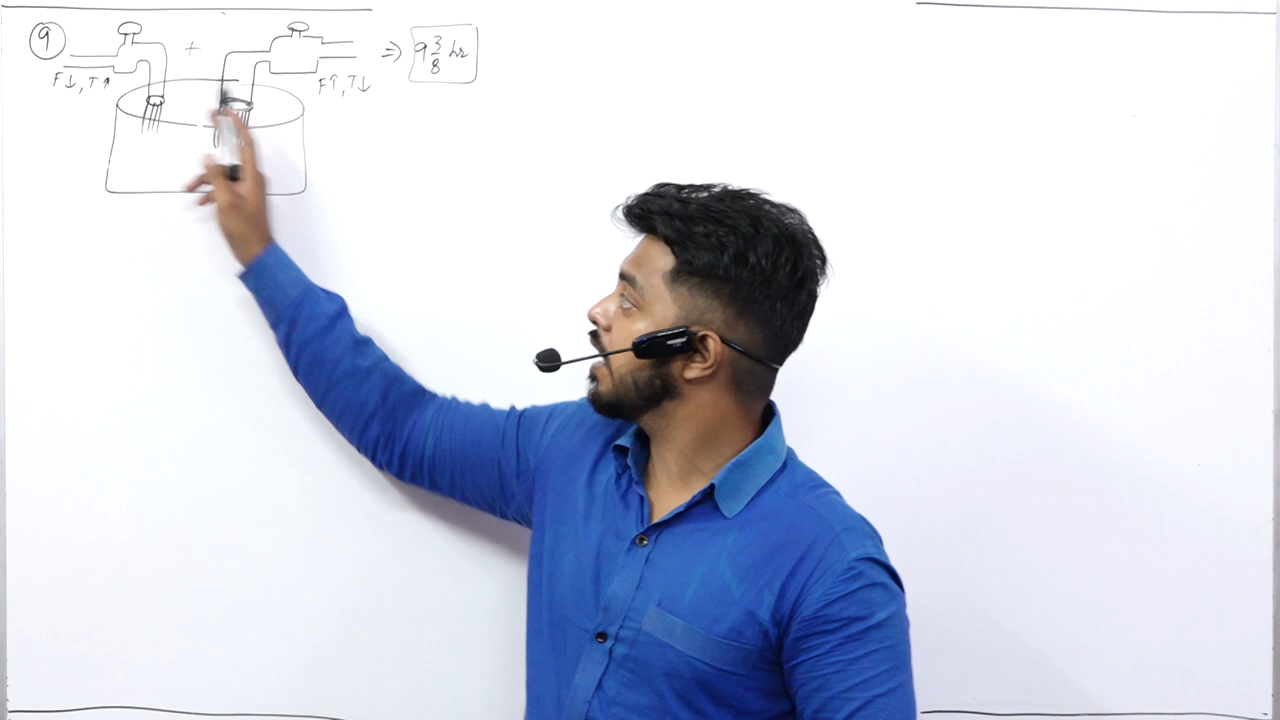 9 + => 9 3/8 hr
F↓, T↑ F↑, T↓